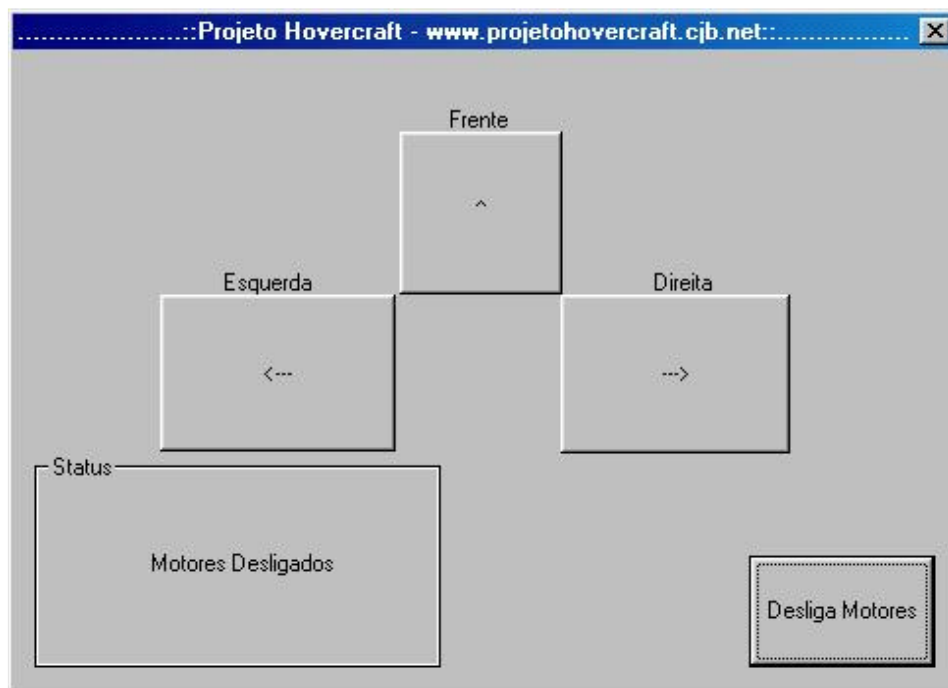 .....................::Projeto Hovercraft - www.projetohovercraft.cjb.net::.................
Frente
^
Esquerda
Direita
<---
--->
Status
Motores Desligados
Desliga Motores